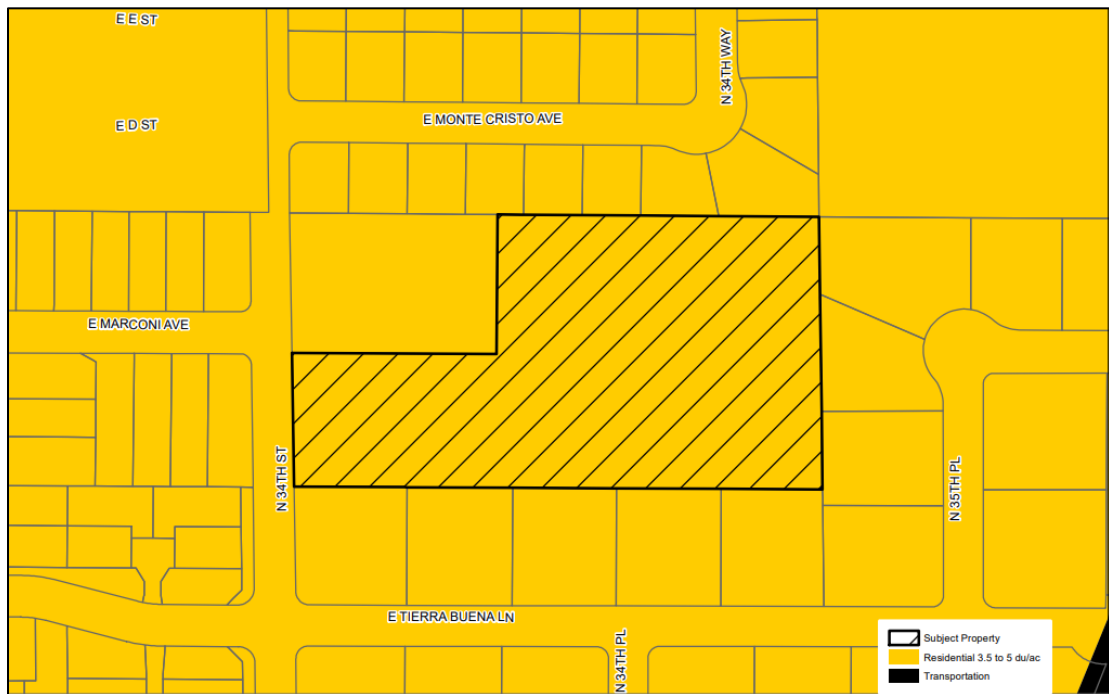 E E ST
N 34TH WAY
E MONTE CRISTO AVE
E D ST
E MARCONI AVE
N 34TH ST
N 35TH PL
E TIERRA BUENA LN
N 34TH PL
Subject Property
Residential 3.5 to 5 du/ac
Transportation